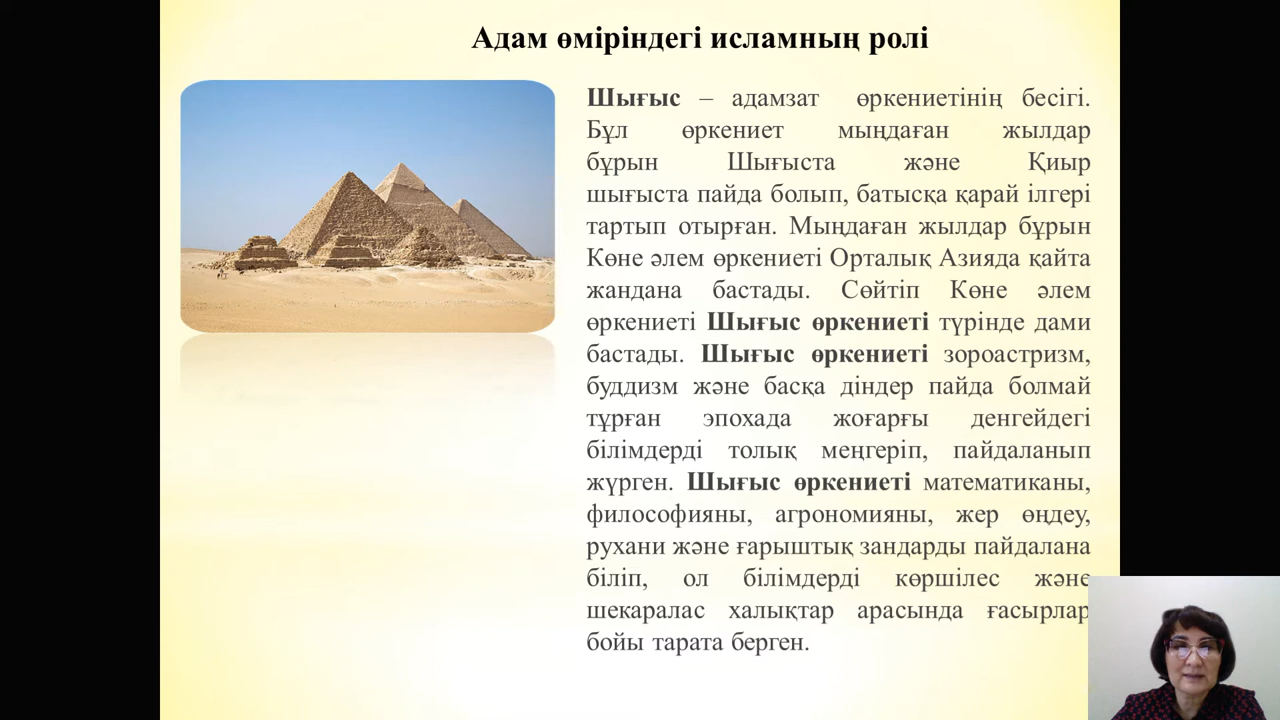 Адам өміріндегі исламның ролі
Шығыс – адамзат өркениетінің бесігі.
Бұл өркениет мыңдаған жылдар
бұрын Шығыста және Қиыр
шығыста пайда болып, батысқа қарай ілгері
тартып отырған. Мыңдаған жылдар бұрын
Көне әлем өркениеті Орталық Азияда қайта
жандана бастады. Сөйтіп Көне әлем
өркениеті Шығыс өркениеті түрінде дами
бастады. Шығыс өркениеті зороастризм,
буддизм және басқа діндер пайда болмай
тұрған эпохада жоғарғы денгейдегі
білімдерді толық меңгеріп, пайдаланып
жүрген. Шығыс өркениеті математиканы,
философияны, агрономияны, жер өңдеу,
рухани және ғарыштық зандарды пайдалана
біліп, ол білімдерді көршілес және
шекаралас халықтар арасында ғасырлар
бойы тарата берген.